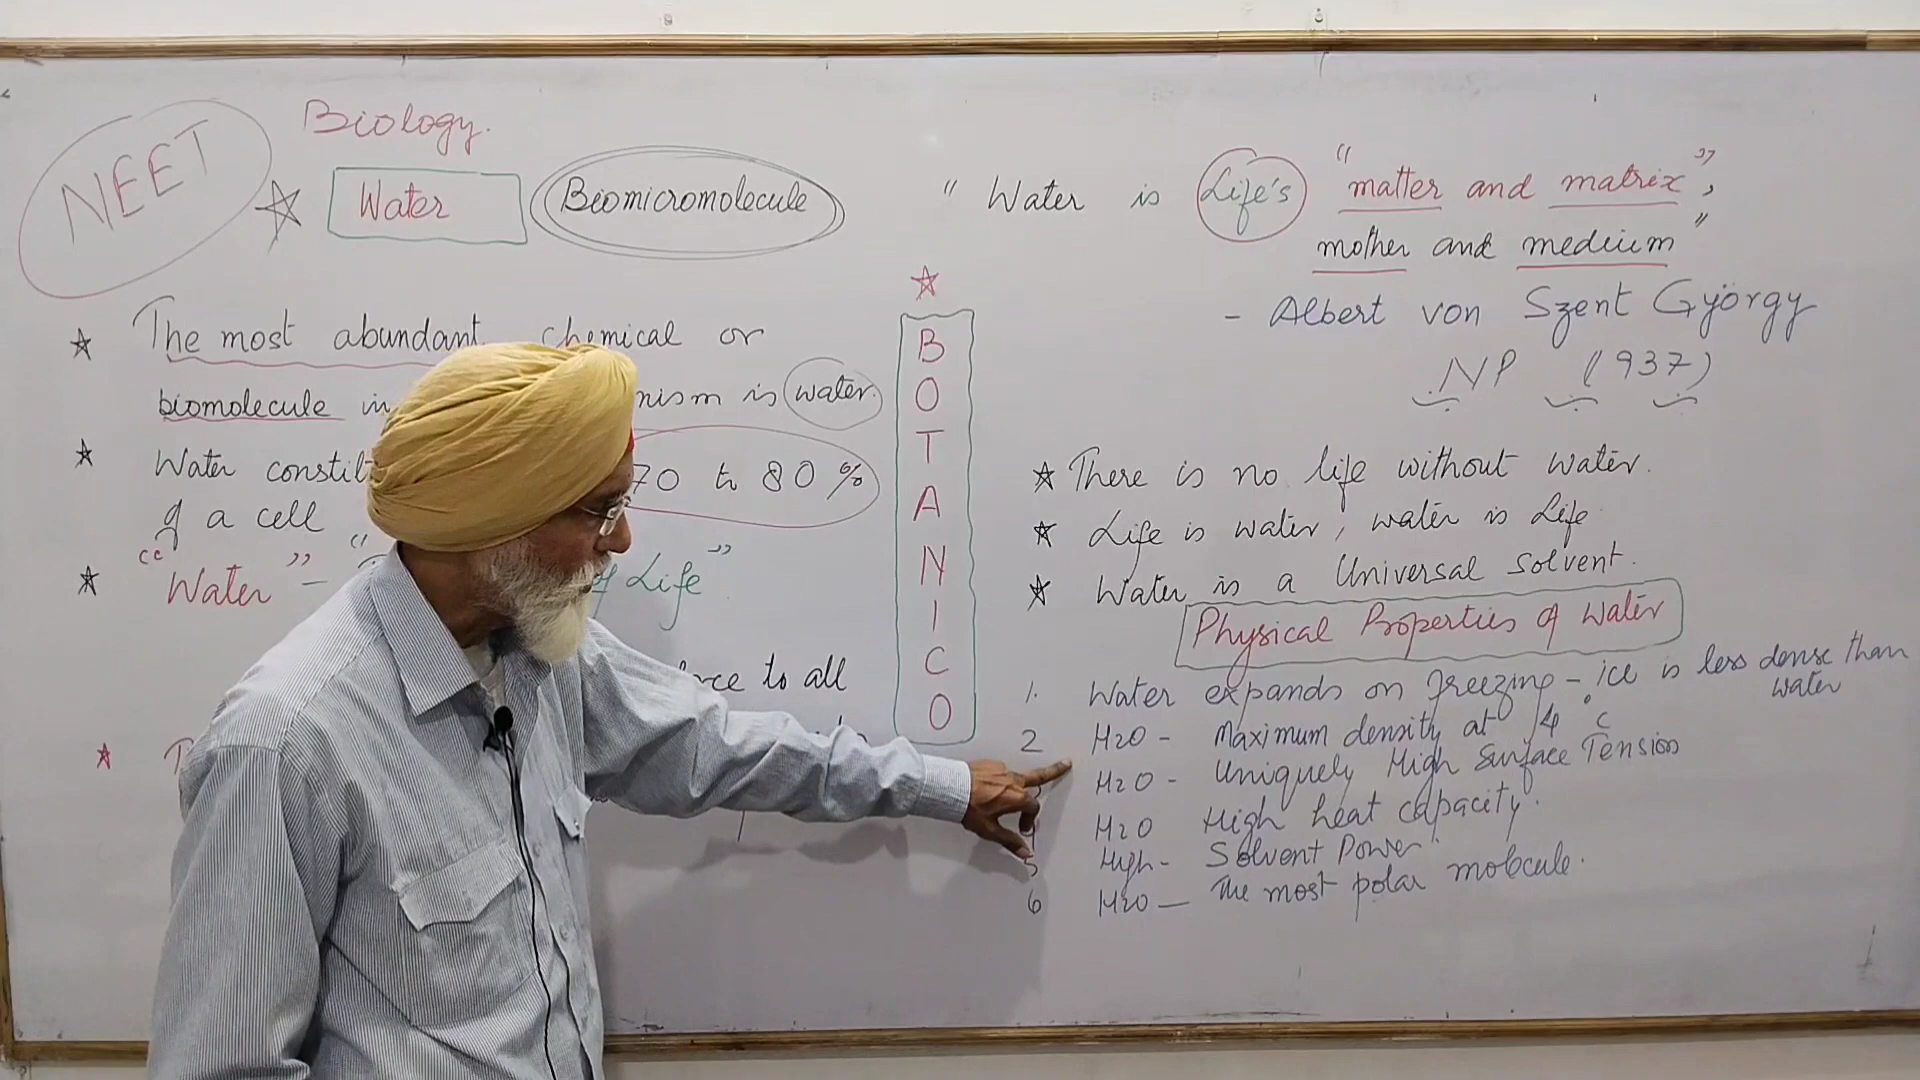 NEET
Biology.
Water
Biomicromolecule
The most abundant chemical or
biomolecule in nism is water.
Water constit 70 to 80 %
of a cell
"Water" - of Life"
to all
B
O
T
A
N
I
C
O
" Water is Life's "matter and matrix",
mother and medium"
- Albert von Szent György
NP (1937)
There is no life without water.
Life is water, water is Life
Water is a Universal Solvent.
Physical Properties of Water
1. Water expands on freezing - ice is less dense than
water
2 H2O - Maximum density at 4° C
H2O - Uniquely High Surface Tension
H2O High heat capacity.
5 High - Solvent Power"
6 H2O - The most polar molecule.